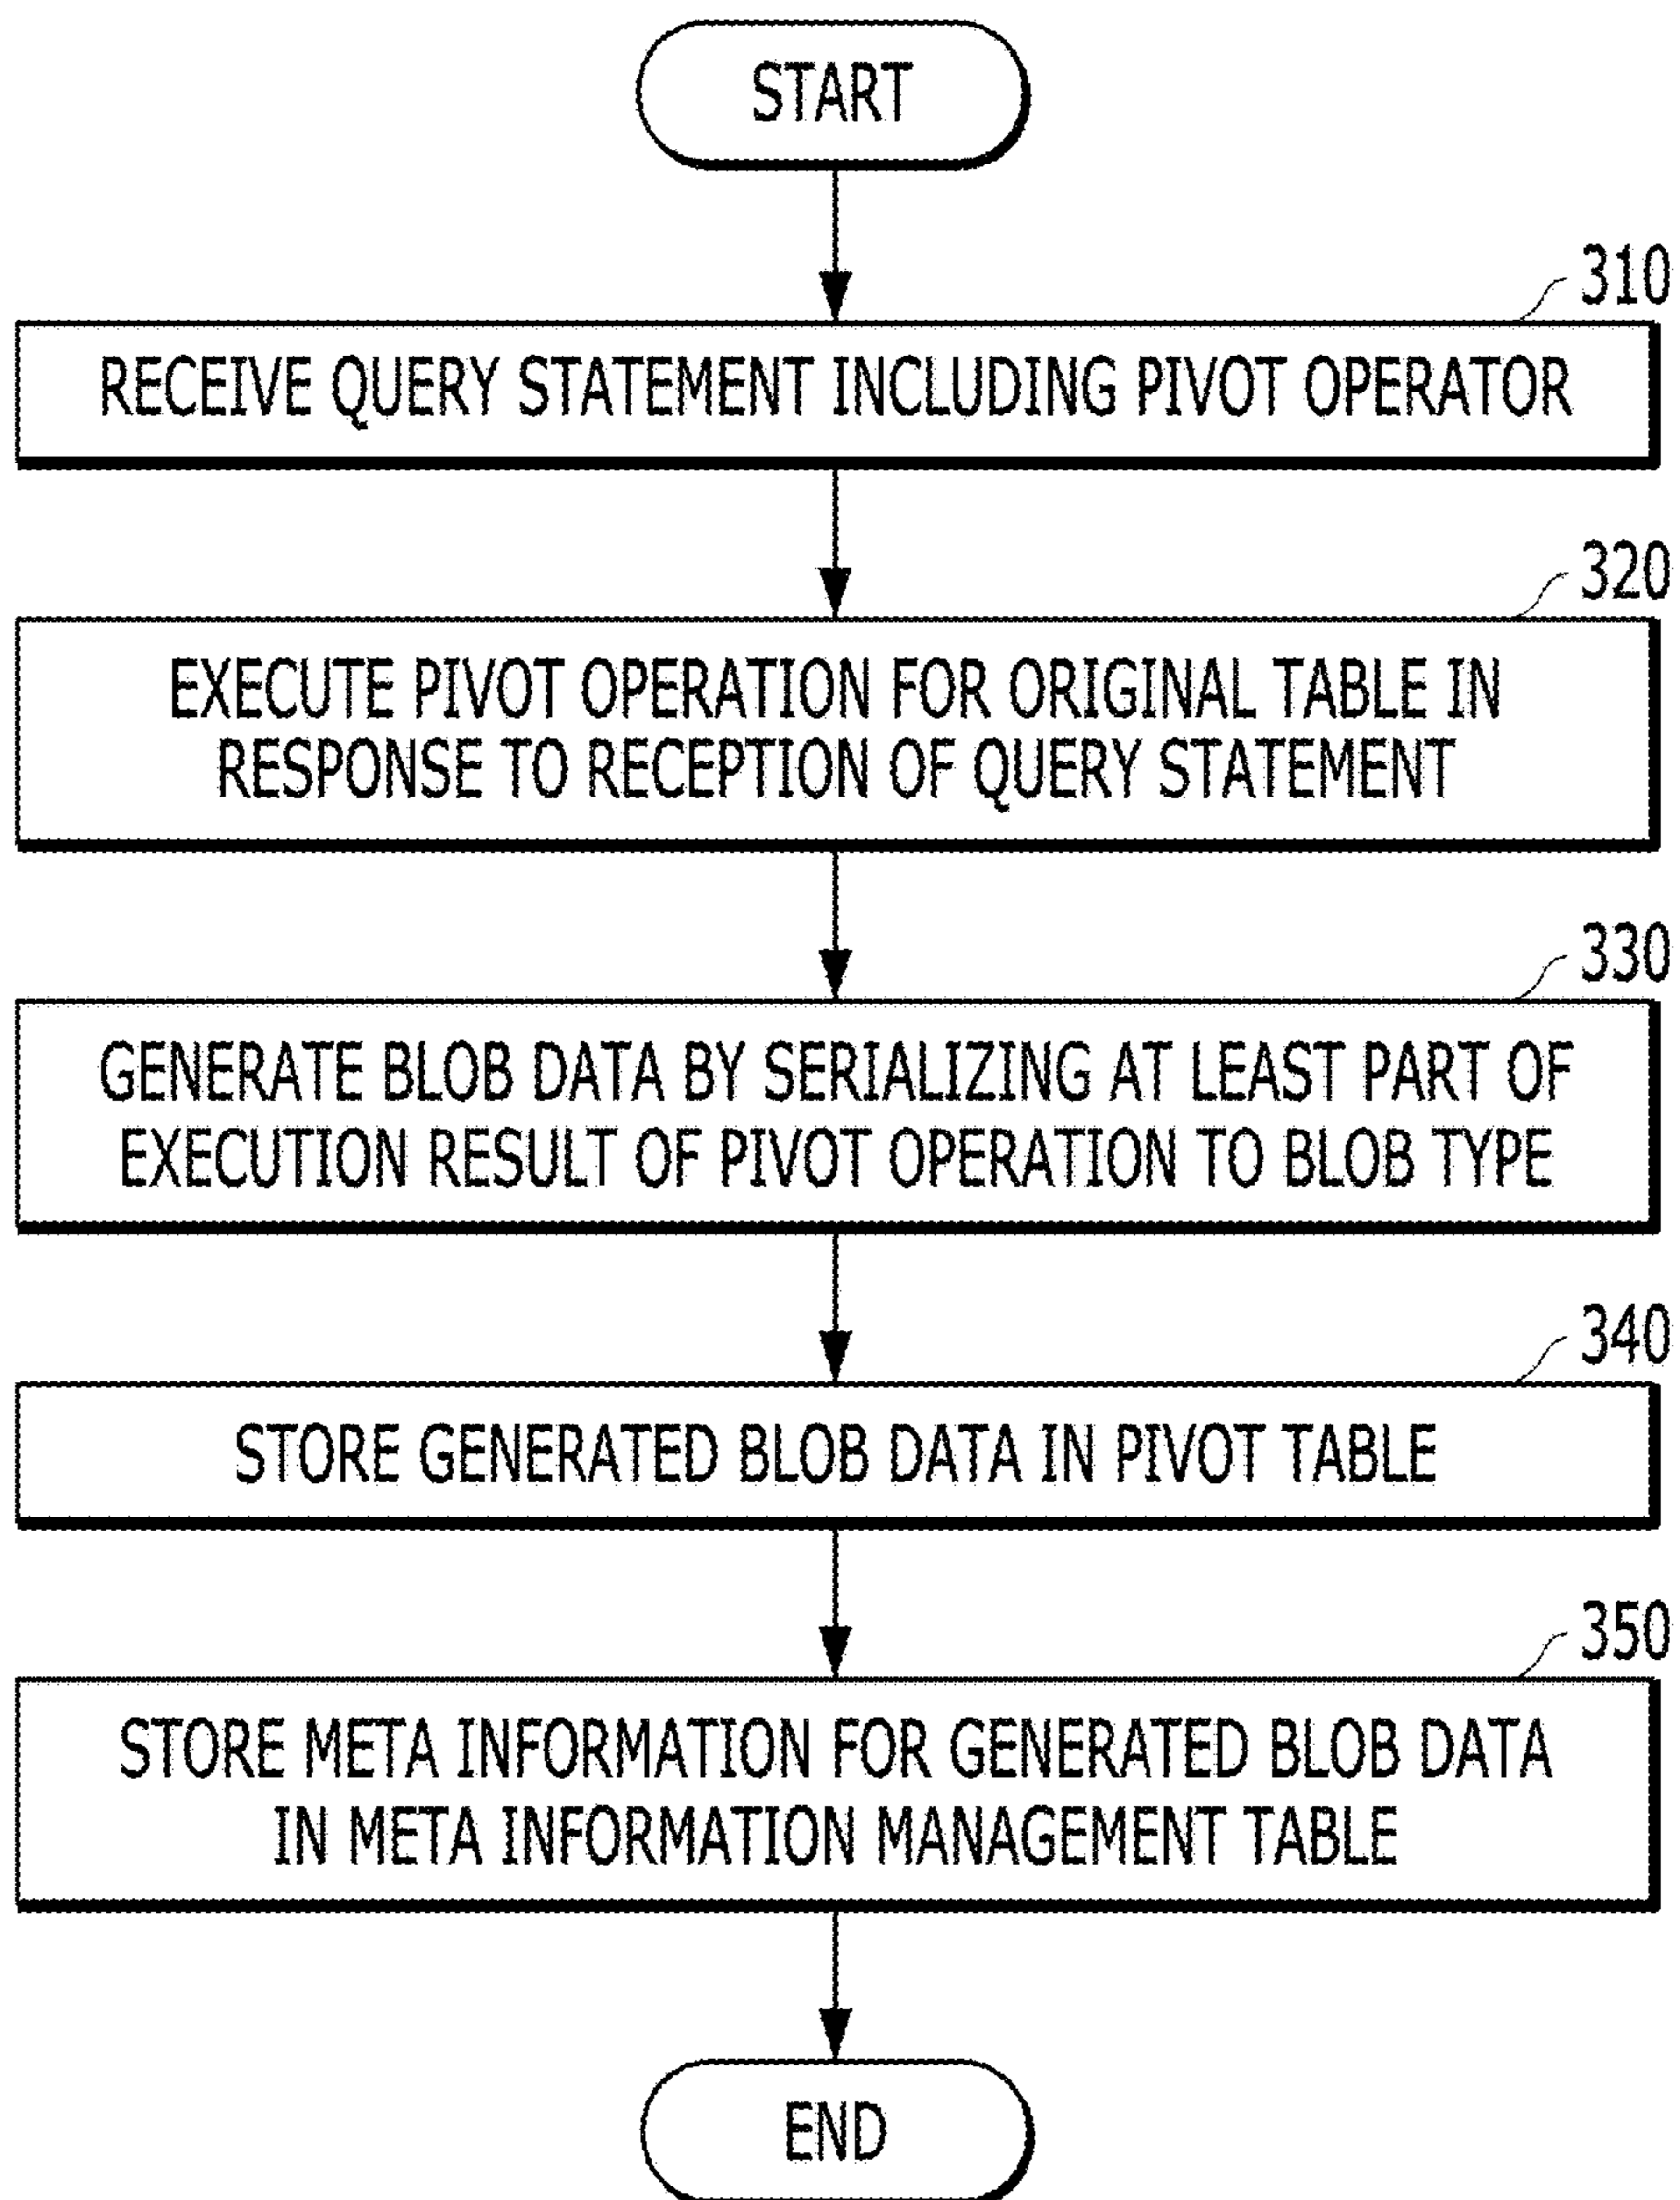 START
310
RECEIVE QUERY STATEMENT INCLUDING PIVOT OPERATOR
320
EXECUTE PIVOT OPERATION FOR ORIGINAL TABLE IN
RESPONSE TO RECEPTION OF QUERY STATEMENT
330
GENERATE BLOB DATA BY SERIALIZING AT LEAST PART OF
EXECUTION RESULT OF PIVOT OPERATION TO BLOB TYPE
340
STORE GENERATED BLOB DATA IN PIVOT TABLE
350
STORE META INFORMATION FOR GENERATED BLOB DATA
IN META INFORMATION MANAGEMENT TABLE
END